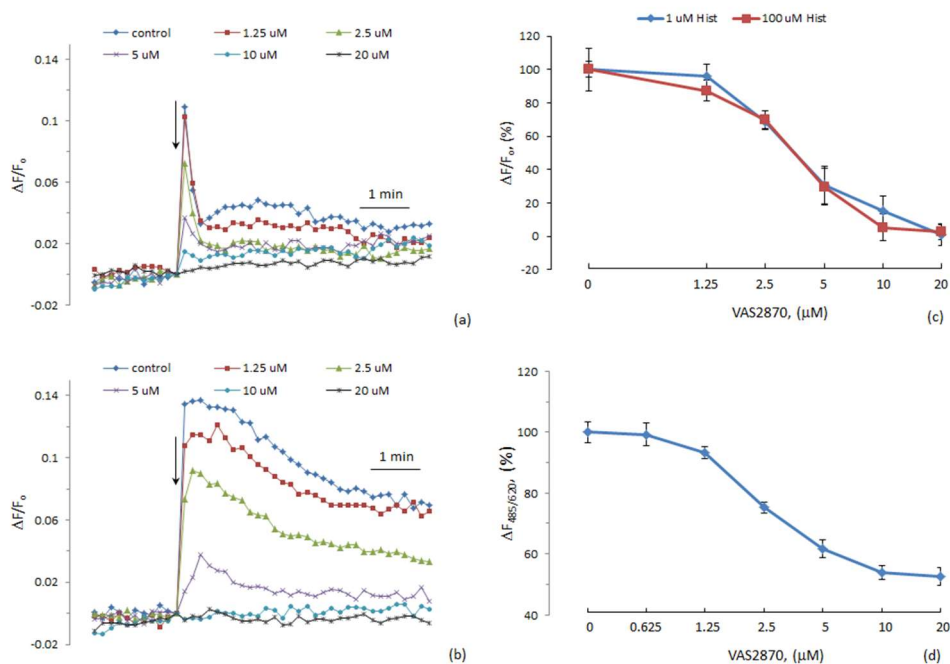 control 1.25 uM 2.5 uM
5 uM 10 uM 20 uM
0.14
0.1
0.06
0.02
-0.02
ΔF/Fo
1 min
(a)
1 uM Hist 100 uM Hist
120
100
80
60
40
20
0
-20
ΔF/Fo, (%)
0 1.25 2.5 5 10 20
VAS2870, (μM)
(c)
control 1.25 uM 2.5 uM
5 uM 10 uM 20 uM
0.14
0.1
0.06
0.02
-0.02
ΔF/Fo
1 min
(b)
120
100
80
60
40
ΔF485/620, (%)
0 0.625 1.25 2.5 5 10 20
VAS2870, (μM)
(d)